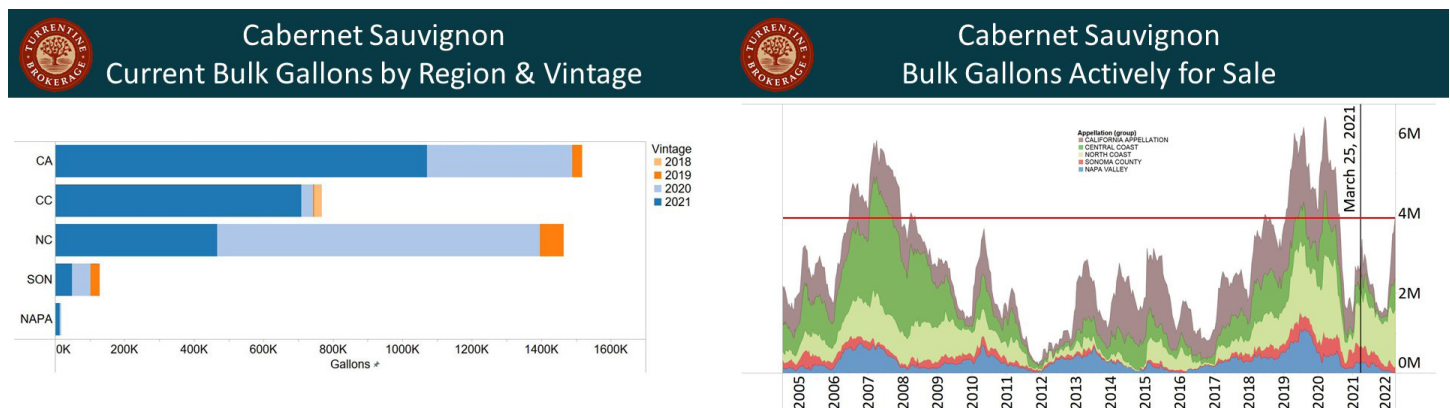 TURRENTINE
BROKERAGE
Cabernet Sauvignon
Current Bulk Gallons by Region & Vintage
CA
CC
NC
SON
NAPA
0K 200K 400K 600K 800K 1000K 1200K 1400K 1600K
Gallons
Vintage
2018
2019
2020
2021
TURRENTINE
BROKERAGE
Cabernet Sauvignon
Bulk Gallons Actively for Sale
Appellation (group)
CALIFORNIA APPELLATION
CENTRAL COAST
NORTH COAST
SONOMA COUNTY
NAPA VALLEY
March 25, 2021
6M
4M
2M
0M
2005 2006 2007 2008 2009 2010 2011 2012 2013 2014 2015 2016 2017 2018 2019 2020 2021 2022